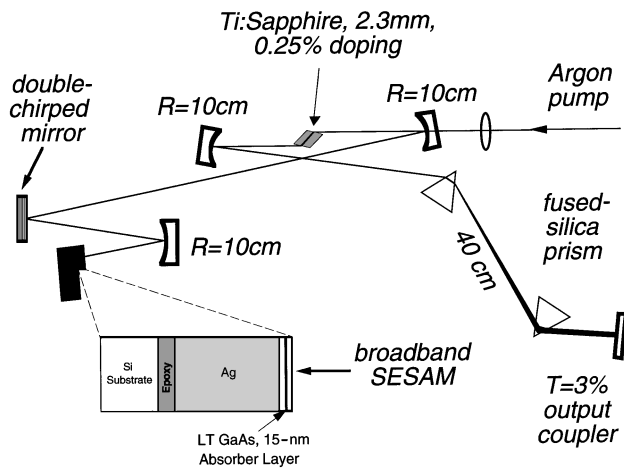 Ti:Sapphire, 2.3mm,
0.25% doping
double-
chirped
mirror
R=10cm
R=10cm
Argon
pump
R=10cm
40 cm
fused-
silica
prism
Si
Substrate
Epoxy
Ag
broadband
SESAM
T=3%
output
coupler
LT GaAs, 15-nm
Absorber Layer